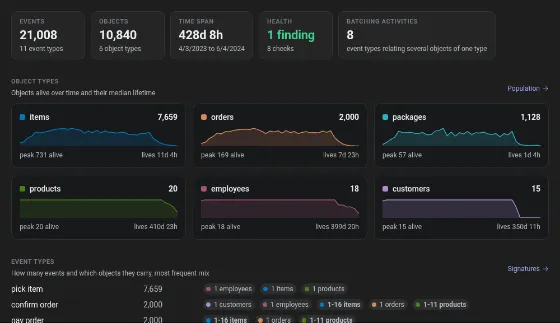 EVENTS
21,008
11 event types
OBJECTS
10,840
6 object types
TIME SPAN
428d 8h
4/3/2023 to 6/4/2024
HEALTH
1 finding
8 checks
BATCHING ACTIVITIES
8
event types relating several objects of one type
OBJECT TYPES
Objects alive over time and their median lifetime
Population →
items 7,659
peak 731 alive lives 11d 4h
orders 2,000
peak 169 alive lives 7d 23h
packages 1,128
peak 57 alive lives 1d 4h
products 20
peak 20 alive lives 410d 23h
employees 18
peak 18 alive lives 399d 20h
customers 15
peak 15 alive lives 350d 11h
EVENT TYPES
How many events and which objects they carry, most frequent mix
Signatures →
pick item 7,659 1 employees 1 items 1 products
confirm order 2,000 1 customers 1 employees 1-16 items 1 orders 1-11 products
pay order 2,000 1-16 items 1 orders 1-11 products